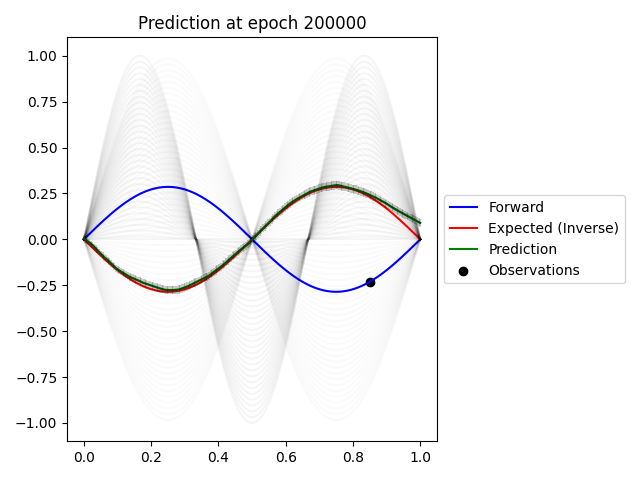 Prediction at epoch 200000
1.00
0.75
0.50
0.25
0.00
−0.25
−0.50
−0.75
−1.00
0.0 0.2 0.4 0.6 0.8 1.0
Forward
Expected (Inverse)
Prediction
Observations